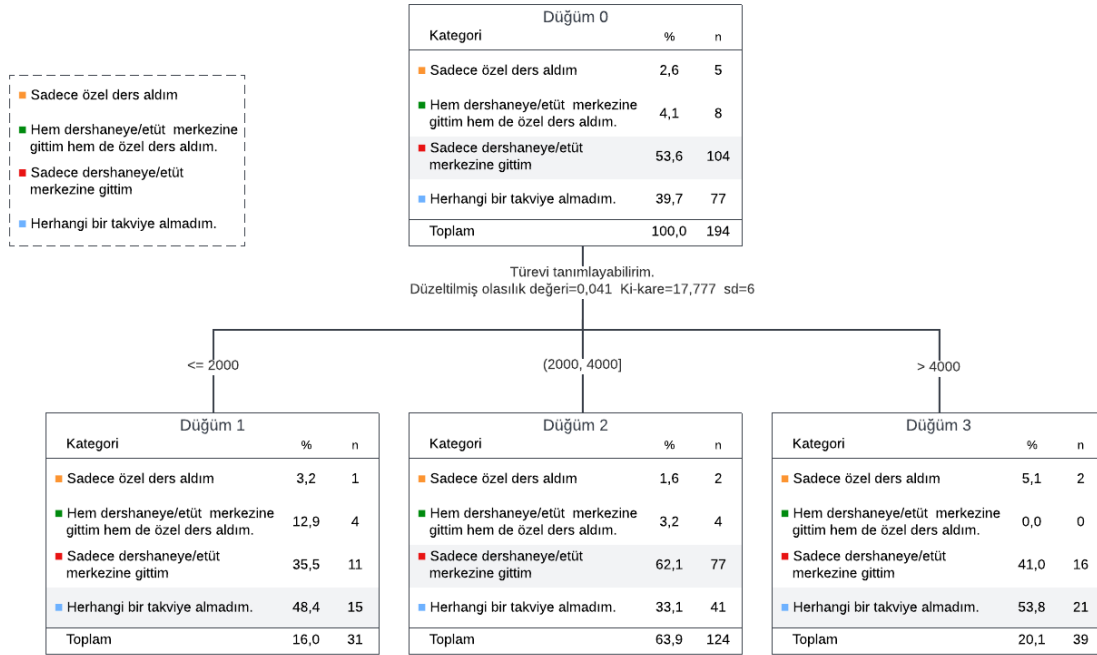 Düğüm 0
Kategori % n
Sadece özel ders aldım 2,6 5
Hem dershaneye/etüt merkezine
gittim hem de özel ders aldım. 4,1 8
Sadece dershaneye/etüt
merkezine gittim 53,6 104
Herhangi bir takviye almadım. 39,7 77
Toplam 100,0 194
Sadece özel ders aldım
Hem dershaneye/etüt merkezine
gittim hem de özel ders aldım.
Sadece dershaneye/etüt
merkezine gittim
Herhangi bir takviye almadım.
Türevi tanımlayabilirim.
Düzeltilmiş olasılık değeri=0,041 Ki-kare=17,777 sd=6
<= 2000
(2000, 4000]
> 4000
Düğüm 1
Kategori % n
Sadece özel ders aldım 3,2 1
Hem dershaneye/etüt merkezine
gittim hem de özel ders aldım. 12,9 4
Sadece dershaneye/etüt
merkezine gittim 35,5 11
Herhangi bir takviye almadım. 48,4 15
Toplam 16,0 31
Düğüm 2
Kategori % n
Sadece özel ders aldım 1,6 2
Hem dershaneye/etüt merkezine
gittim hem de özel ders aldım. 3,2 4
Sadece dershaneye/etüt
merkezine gittim 62,1 77
Herhangi bir takviye almadım. 33,1 41
Toplam 63,9 124
Düğüm 3
Kategori % n
Sadece özel ders aldım 5,1 2
Hem dershaneye/etüt merkezine
gittim hem de özel ders aldım. 0,0 0
Sadece dershaneye/etüt
merkezine gittim 41,0 16
Herhangi bir takviye almadım. 53,8 21
Toplam 20,1 39